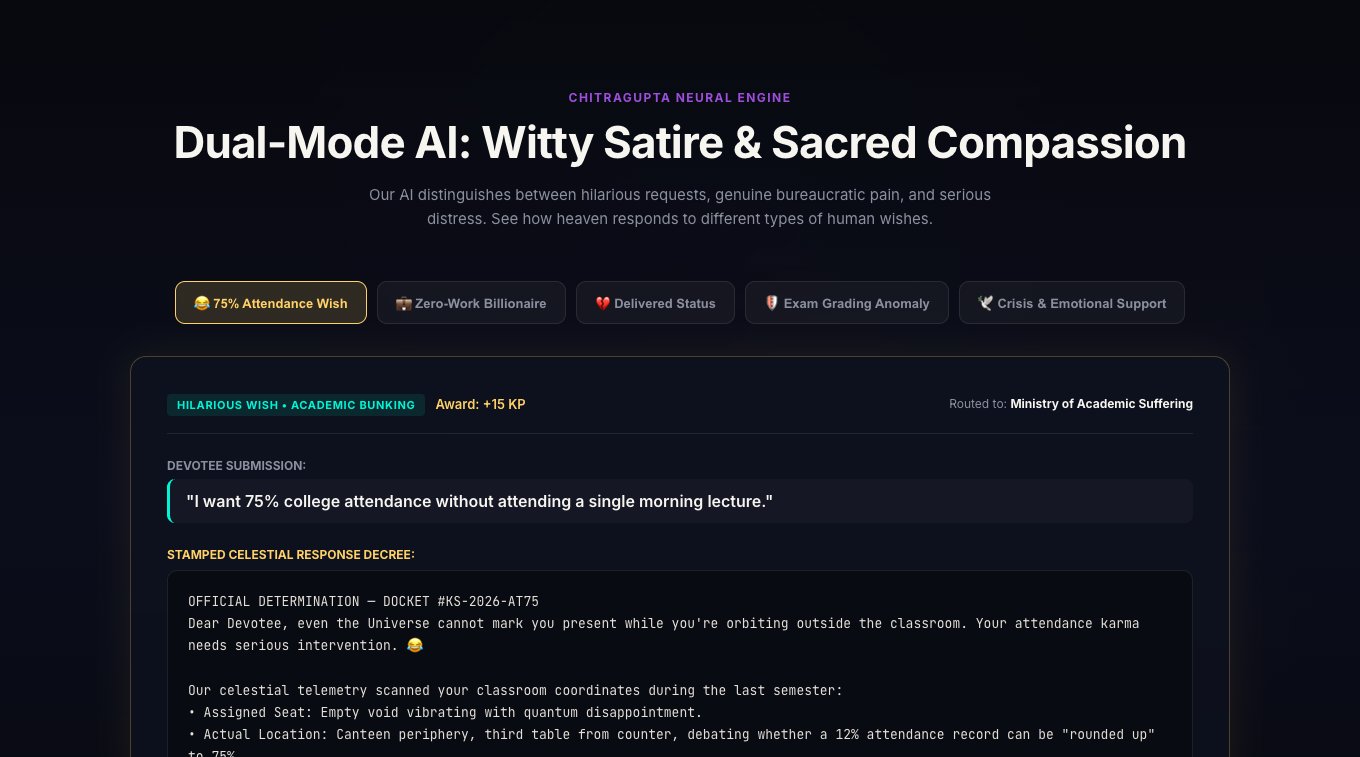 CHITRAGUPTA NEURAL ENGINE
Dual-Mode AI: Witty Satire & Sacred Compassion
Our AI distinguishes between hilarious requests, genuine bureaucratic pain, and serious
distress. See how heaven responds to different types of human wishes.
😂 75% Attendance Wish
💼 Zero-Work Billionaire
💔 Delivered Status
Exam Grading Anomaly
🕊️ Crisis & Emotional Support
HILARIOUS WISH • ACADEMIC BUNKING
Award: +15 KP
Routed to: Ministry of Academic Suffering
DEVOTEE SUBMISSION:
"I want 75% college attendance without attending a single morning lecture."
STAMPED CELESTIAL RESPONSE DECREE:
OFFICIAL DETERMINATION — DOCKET #KS-2026-AT75
Dear Devotee, even the Universe cannot mark you present while you're orbiting outside the classroom. Your attendance karma
needs serious intervention. 😂
Our celestial telemetry scanned your classroom coordinates during the last semester:
• Assigned Seat: Empty void vibrating with quantum disappointment.
• Actual Location: Canteen periphery, third table from counter, debating whether a 12% attendance record can be "rounded up"
to 75%